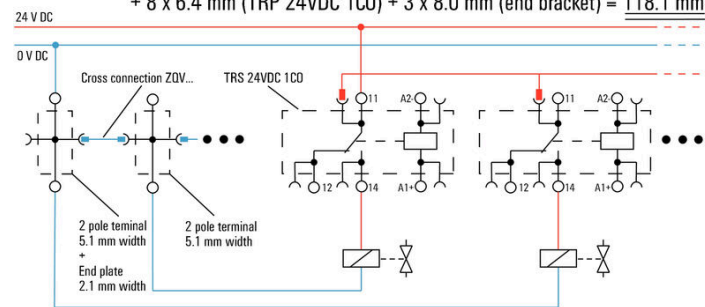 + 8 x 6.4 mm (TRP 24VDC 1CO) + 3 x 8.0 mm (end bracket) = 118.1 mm
24 V DC
0 V DC
Cross connection ZQV...
TRS 24VDC 1CO
11
A2-
11
A2-
12
14
A1+
12
14
A1+
2 pole teminal
5.1 mm width
+
End plate
2.1 mm width
2 pole terminal
5.1 mm width